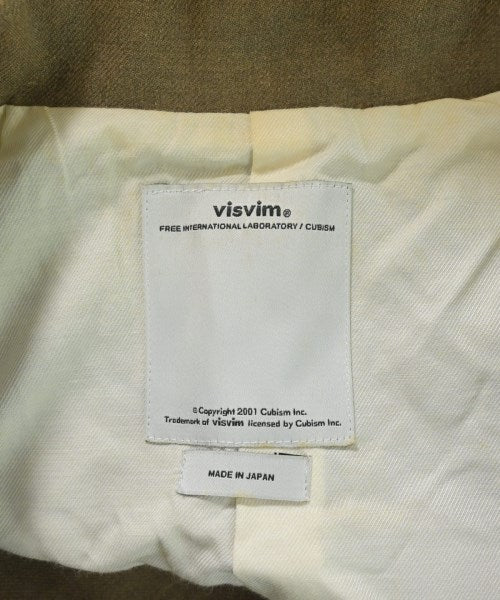 visvim®
FREE INTERNATIONAL LABORATORY / CUBISM
© Copyright 2001 Cubism Inc.
Trademark of visvim licensed by Cubism Inc.
MADE IN JAPAN